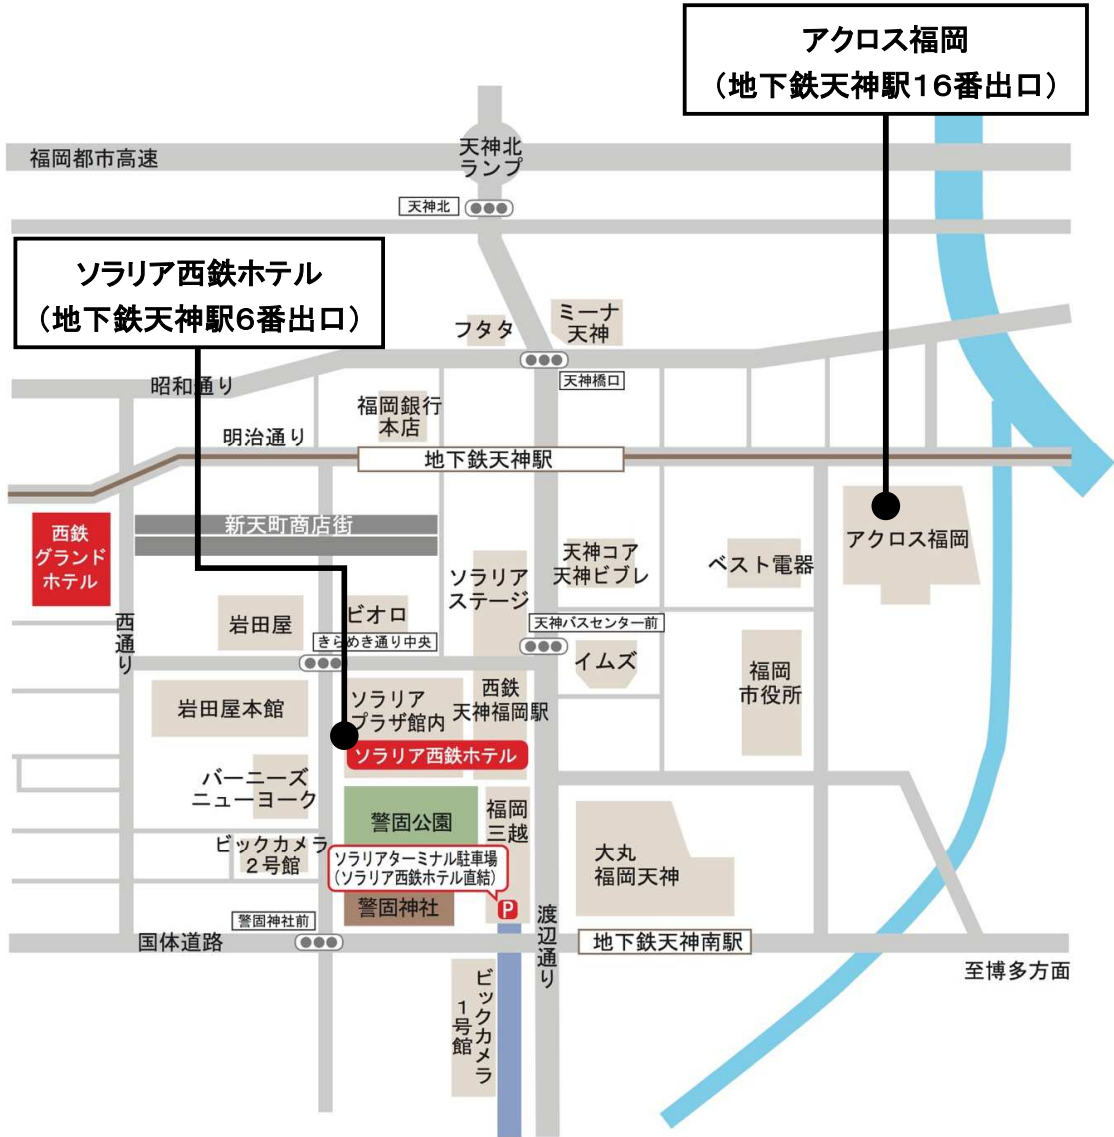 アクロス福岡
（地下鉄天神駅16番出口）
福岡都市高速
天神北
ランプ
天神北
ソラリア西鉄ホテル
（地下鉄天神駅6番出口）
フタタ
ミーナ
天神
天神橋口
昭和通り
福岡銀行
本店
明治通り
地下鉄天神駅
西鉄
グランド
ホテル
新天町商店街
ソラリア
ステージ
天神コア
天神ビブレ
ベスト電器
アクロス福岡
西通り
岩田屋
ビオロ
きらめき通り中央
天神バスセンター前
イムズ
福岡
市役所
岩田屋本館
ソラリア
プラザ館内
西鉄
天神福岡駅
ソラリア西鉄ホテル
バーニーズ
ニューヨーク
警固公園
福岡
三越
ビックカメラ
2号館
ソラリアターミナル駐車場
（ソラリア西鉄ホテル直結）
大丸
福岡天神
警固神社
P
警固神社前
国体道路
渡辺通り
地下鉄天神南駅
至博多方面
ビックカメラ
1号館